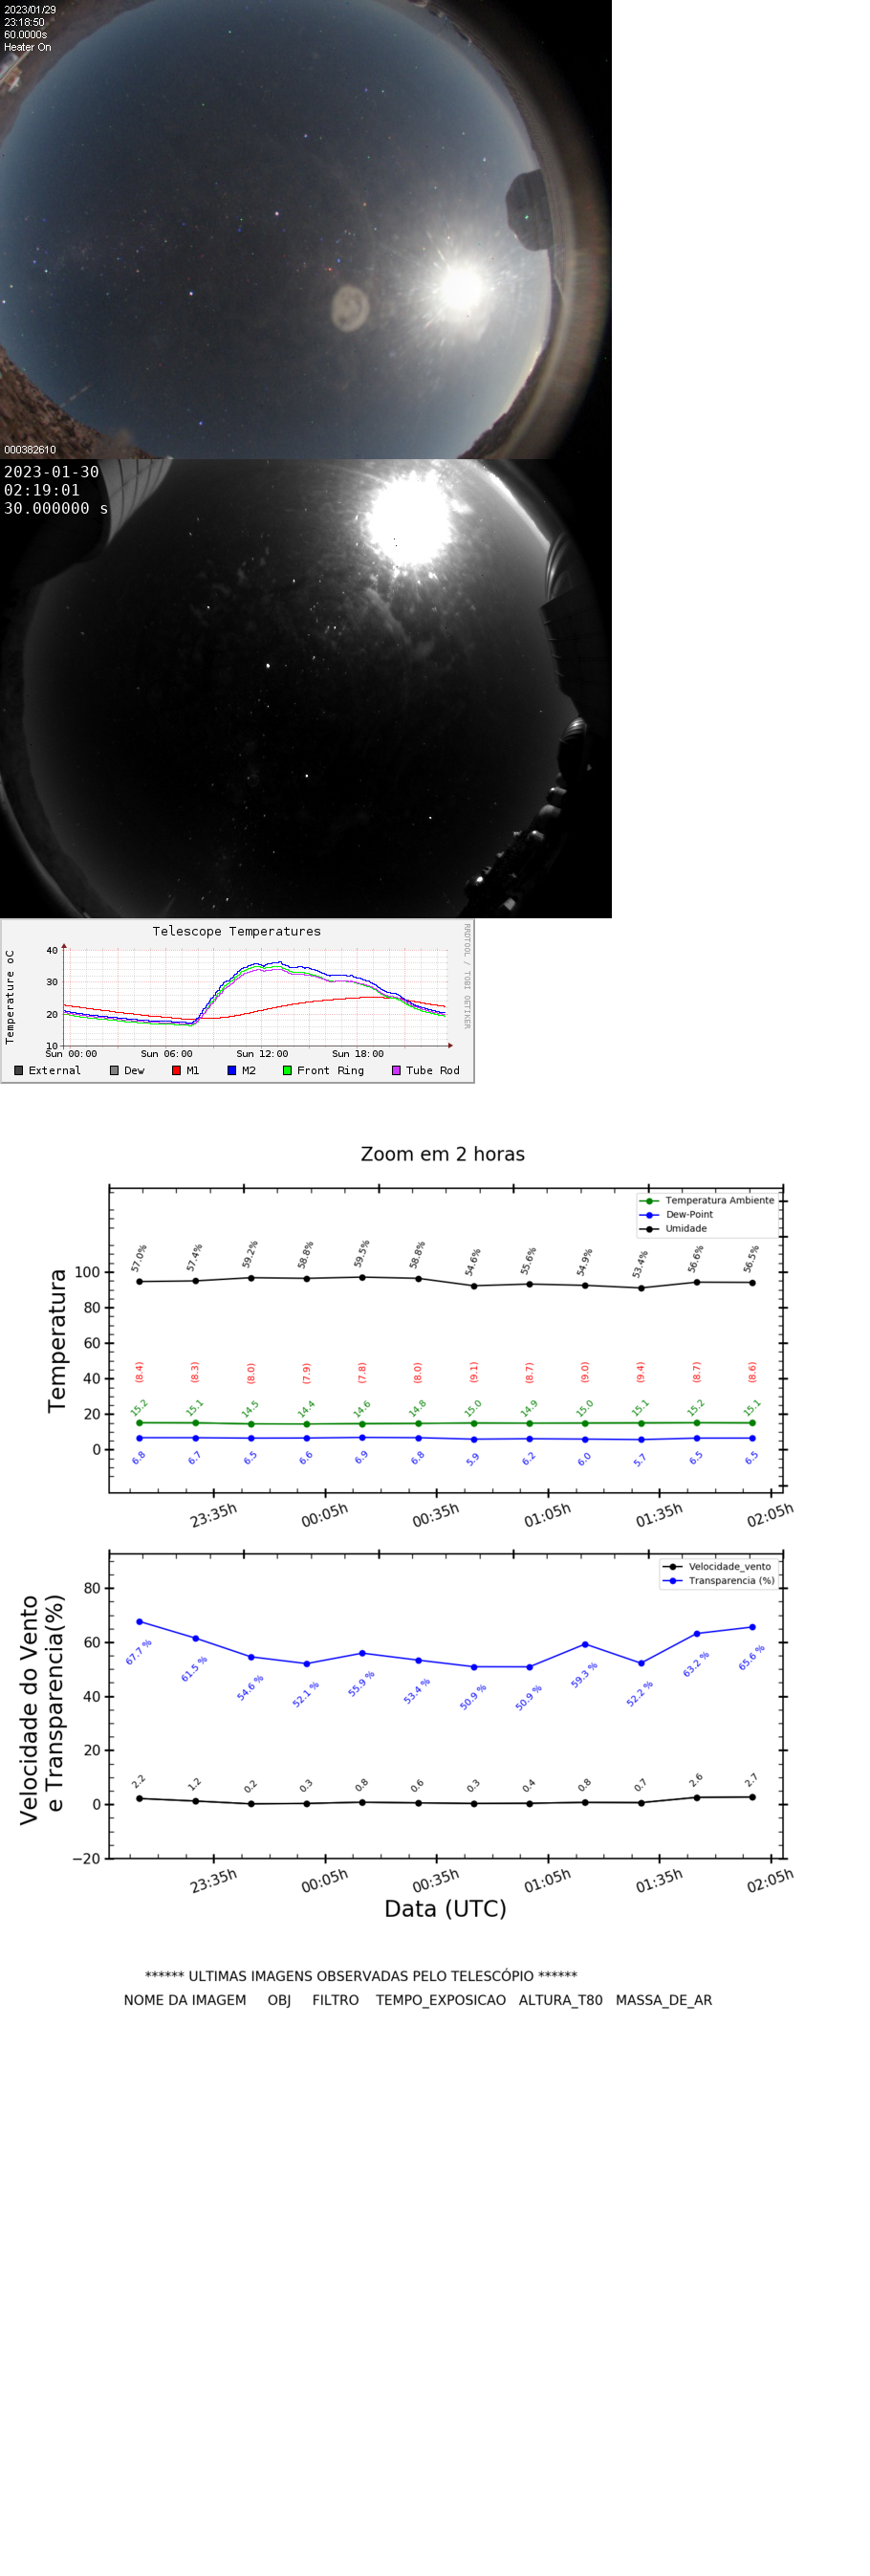 2023/01/29
23:18:50
60.0000s
Heater On
000382610
2023-01-30
02:19:01
30.000000 s
Telescope Temperatures
RRDTOOL / TOBI OETIKER
Temperature oC
40
30
20
10
Sun 00:00 Sun 06:00 Sun 12:00 Sun 18:00
External Dew M1 M2 Front Ring Tube Rod
Zoom em 2 horas
Temperatura Ambiente
Dew-Point
Umidade
Temperatura
100
80
60
40
20
0
57.0% 57.4% 59.2% 58.8% 59.5% 58.8% 54.6% 55.6% 54.9% 53.4% 56.6% 56.5%
(8.4) (8.3) (8.0) (7.9) (7.8) (8.0) (9.1) (8.7) (9.0) (9.4) (8.7) (8.6)
15.2 15.1 14.5 14.4 14.6 14.8 15.0 14.9 15.0 15.1 15.2 15.1
6.8 6.7 6.5 6.6 6.9 6.8 5.9 6.2 6.0 5.7 6.5 6.5
23:35h 00:05h 00:35h 01:05h 01:35h 02:05h
Velocidade_vento
Transparencia (%)
Velocidade do Vento
e Transparencia(%)
80
60
40
20
0
−20
67.7 % 61.5 % 54.6 % 52.1 % 55.9 % 53.4 % 50.9 % 50.9 % 59.3 % 52.2 % 63.2 % 65.6 %
2.2 1.2 0.2 0.3 0.8 0.6 0.3 0.4 0.8 0.7 2.6 2.7
23:35h 00:05h 00:35h 01:05h 01:35h 02:05h
Data (UTC)
****** ULTIMAS IMAGENS OBSERVADAS PELO TELESCÓPIO ******
NOME DA IMAGEM OBJ FILTRO TEMPO_EXPOSICAO ALTURA_T80 MASSA_DE_AR